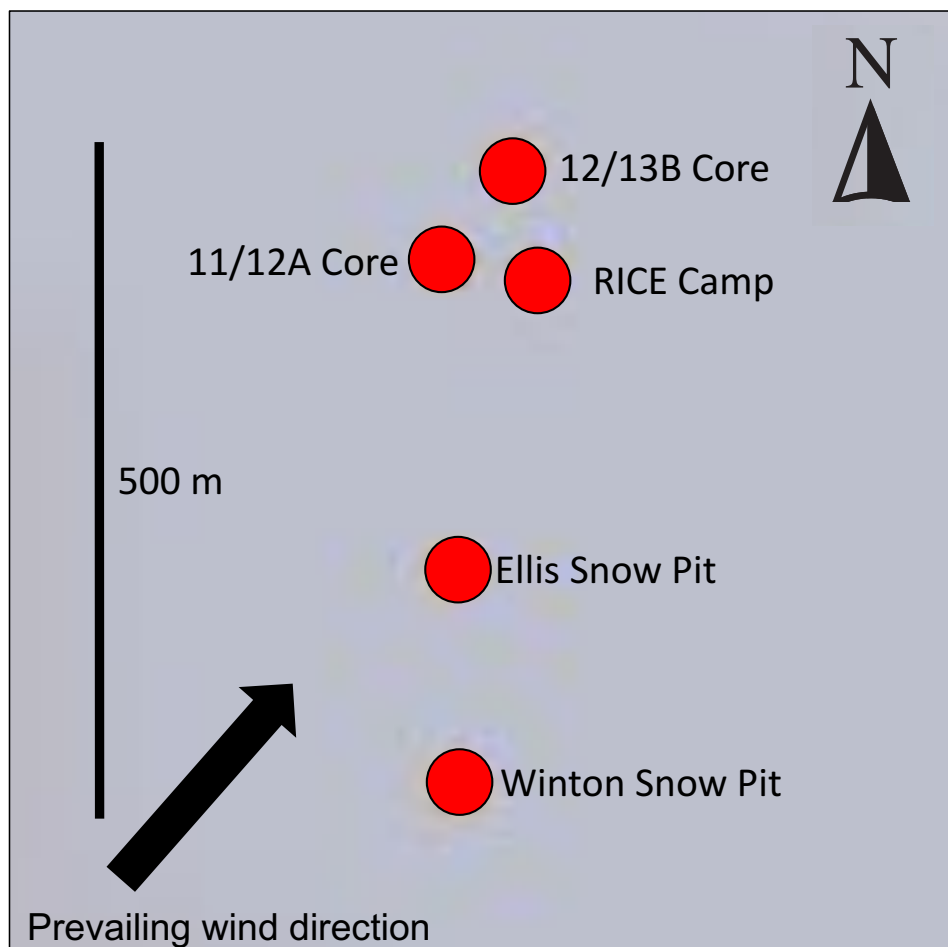 N
12/13B Core
11/12A Core
RICE Camp
500 m
Ellis Snow Pit
Winton Snow Pit
Prevailing wind direction